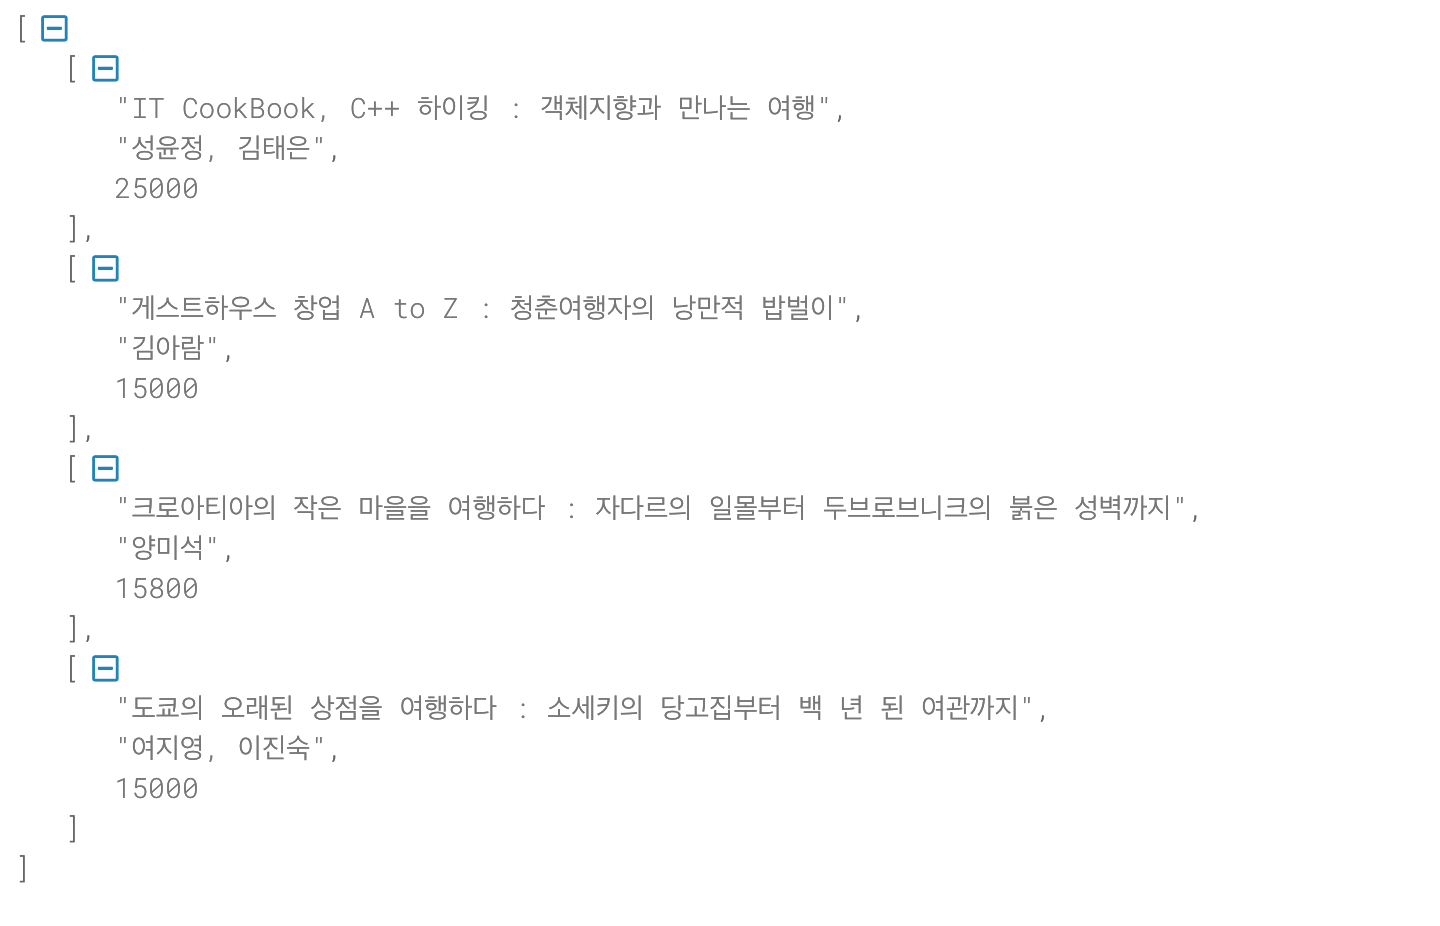 [
[
"IT CookBook, C++ 하이킹 : 객체지향과 만나는 여행",
"성윤정, 김태은",
25000
],
[
"게스트하우스 창업 A to Z : 청춘여행자의 낭만적 밥벌이",
"김아람",
15000
],
[
"크로아티아의 작은 마을을 여행하다 : 자다르의 일몰부터 두브로브니크의 붉은 성벽까지",
"양미석",
15800
],
[
"도쿄의 오래된 상점을 여행하다 : 소세키의 당고집부터 백 년 된 여관까지",
"여지영, 이진숙",
15000
]
]